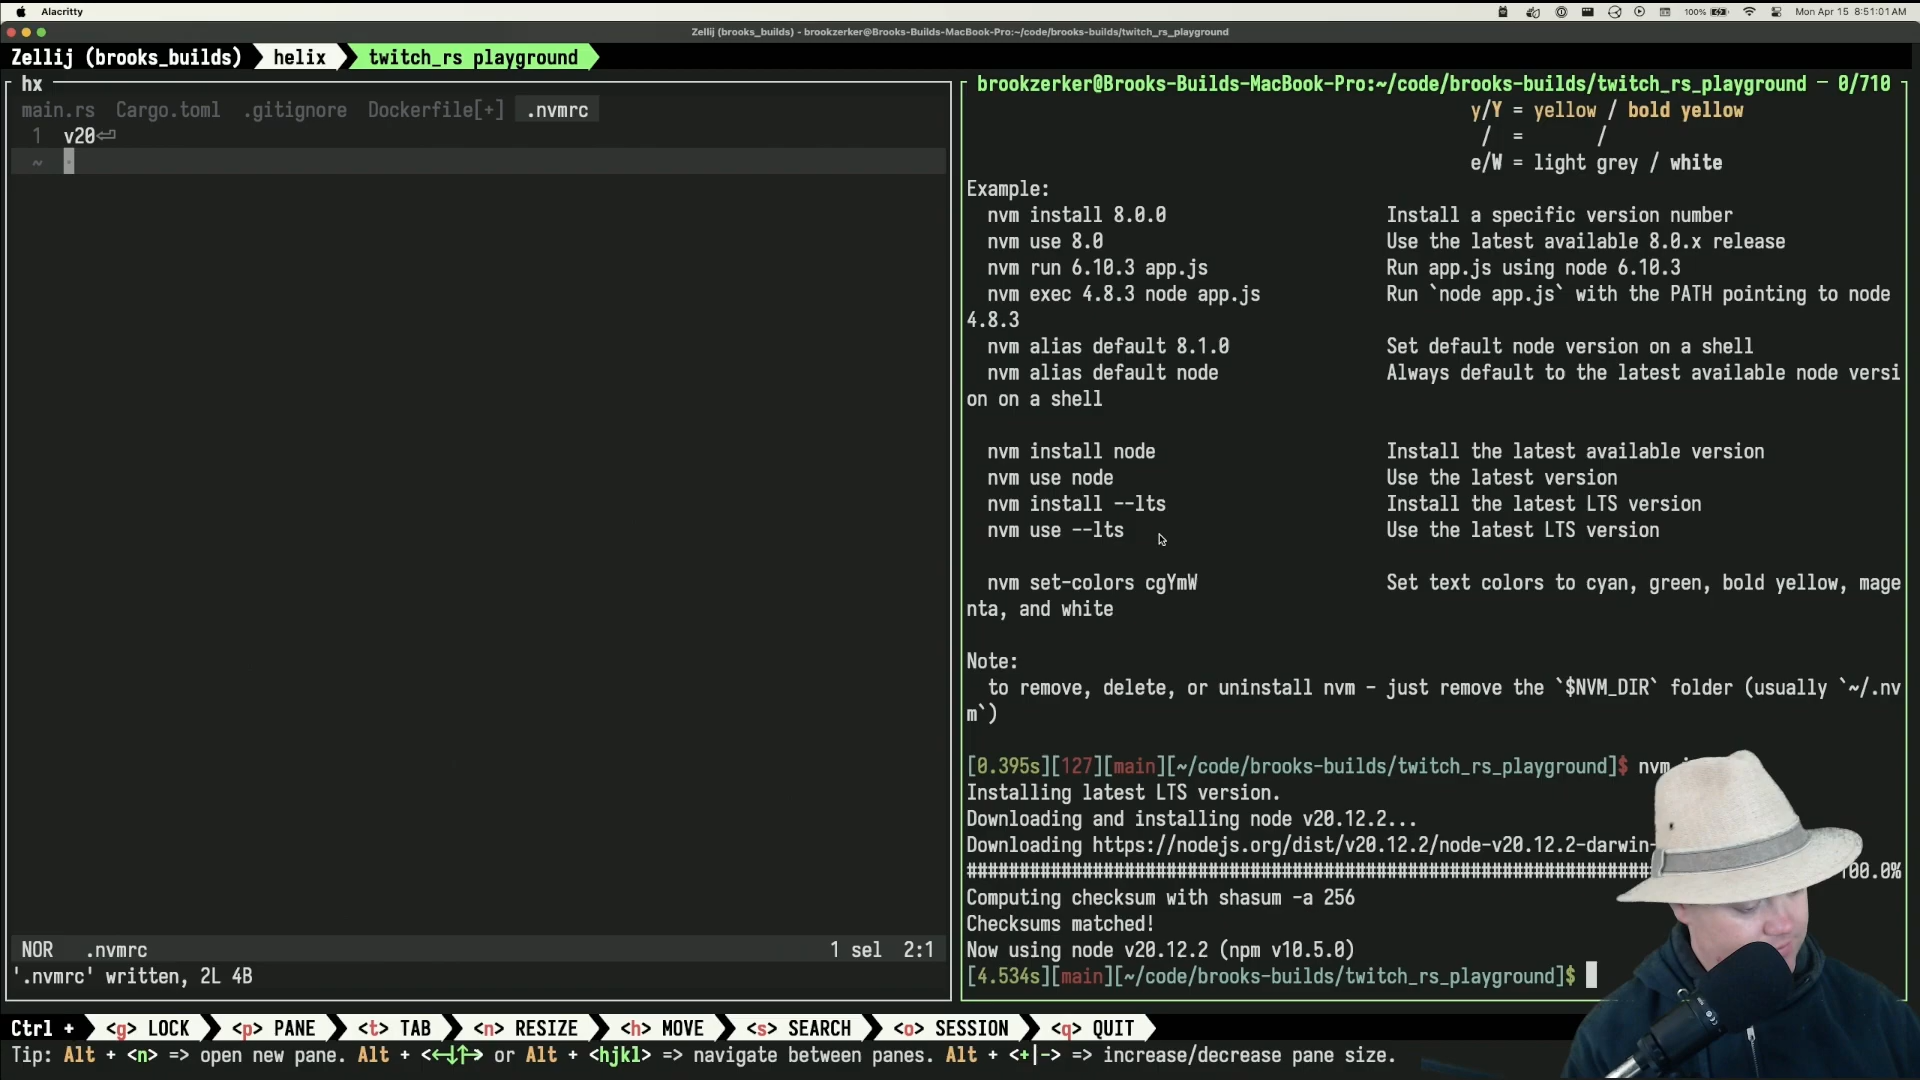 Alacritty
100%
Mon Apr 15 8:51:01 AM
Zellij (brooks_builds) - brookzerker@Brooks-Builds-MacBook-Pro:~/code/brooks-builds/twitch_rs_playground
Zellij (brooks_builds) helix twitch_rs playground
hx
main.rs Cargo.toml .gitignore Dockerfile[+] .nvmrc
1 v20
~
NOR .nvmrc 1 sel 2:1
'.nvmrc' written, 2L 4B
brookzerker@Brooks-Builds-MacBook-Pro:~/code/brooks-builds/twitch_rs_playground — 0/710
y/Y = yellow / bold yellow
/ = /
e/W = light grey / white
Example:
nvm install 8.0.0 Install a specific version number
nvm use 8.0 Use the latest available 8.0.x release
nvm run 6.10.3 app.js Run app.js using node 6.10.3
nvm exec 4.8.3 node app.js Run `node app.js` with the PATH pointing to node
4.8.3
nvm alias default 8.1.0 Set default node version on a shell
nvm alias default node Always default to the latest available node versi
on on a shell
nvm install node Install the latest available version
nvm use node Use the latest version
nvm install --lts Install the latest LTS version
nvm use --lts Use the latest LTS version
nvm set-colors cgYmW Set text colors to cyan, green, bold yellow, mage
nta, and white
Note:
to remove, delete, or uninstall nvm - just remove the `$NVM_DIR` folder (usually `~/.nv
m`)
[0.395s][127][main][~/code/brooks-builds/twitch_rs_playground]$ nvm
Installing latest LTS version.
Downloading and installing node v20.12.2...
Downloading https://nodejs.org/dist/v20.12.2/node-v20.12.2-darwin-
################################################################# 100.0%
Computing checksum with shasum -a 256
Checksums matched!
Now using node v20.12.2 (npm v10.5.0)
[4.534s][main][~/code/brooks-builds/twitch_rs_playground]$
Ctrl + <g> LOCK <p> PANE <t> TAB <n> RESIZE <h> MOVE <s> SEARCH <o> SESSION <q> QUIT
Tip: Alt + <n> => open new pane. Alt + <←↓↑→> or Alt + <hjkl> => navigate between panes. Alt + <+|-> => increase/decrease pane size.